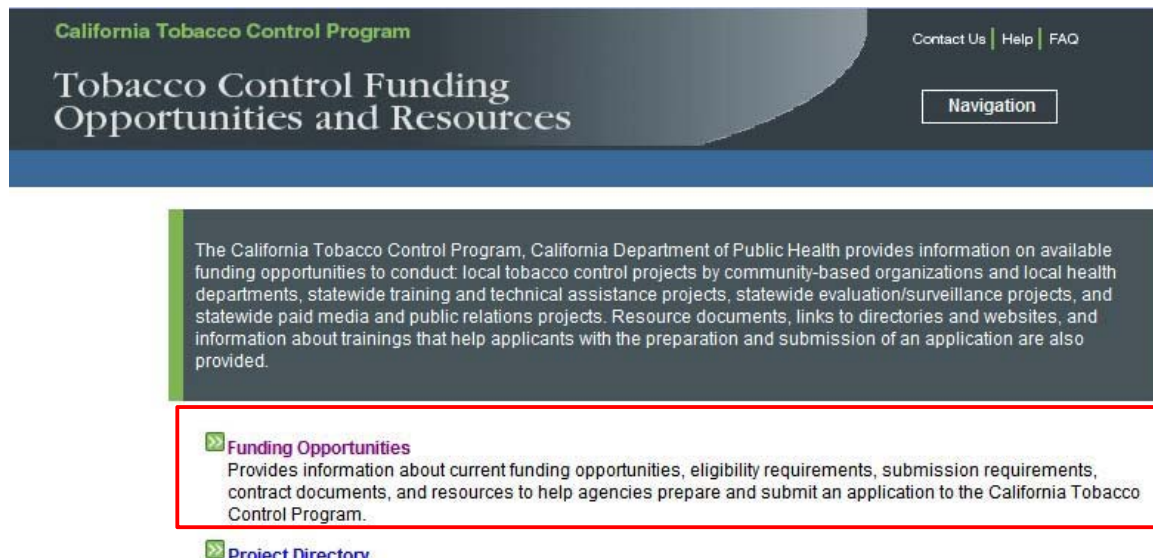 California Tobacco Control Program
Contact Us | Help | FAQ
Tobacco Control Funding
Opportunities and Resources
Navigation
The California Tobacco Control Program, California Department of Public Health provides information on available
funding opportunities to conduct: local tobacco control projects by community-based organizations and local health
departments, statewide training and technical assistance projects, statewide evaluation/surveillance projects, and
statewide paid media and public relations projects. Resource documents, links to directories and websites, and
information about trainings that help applicants with the preparation and submission of an application are also
provided.
Funding Opportunities
Provides information about current funding opportunities, eligibility requirements, submission requirements,
contract documents, and resources to help agencies prepare and submit an application to the California Tobacco
Control Program.
Project Directory